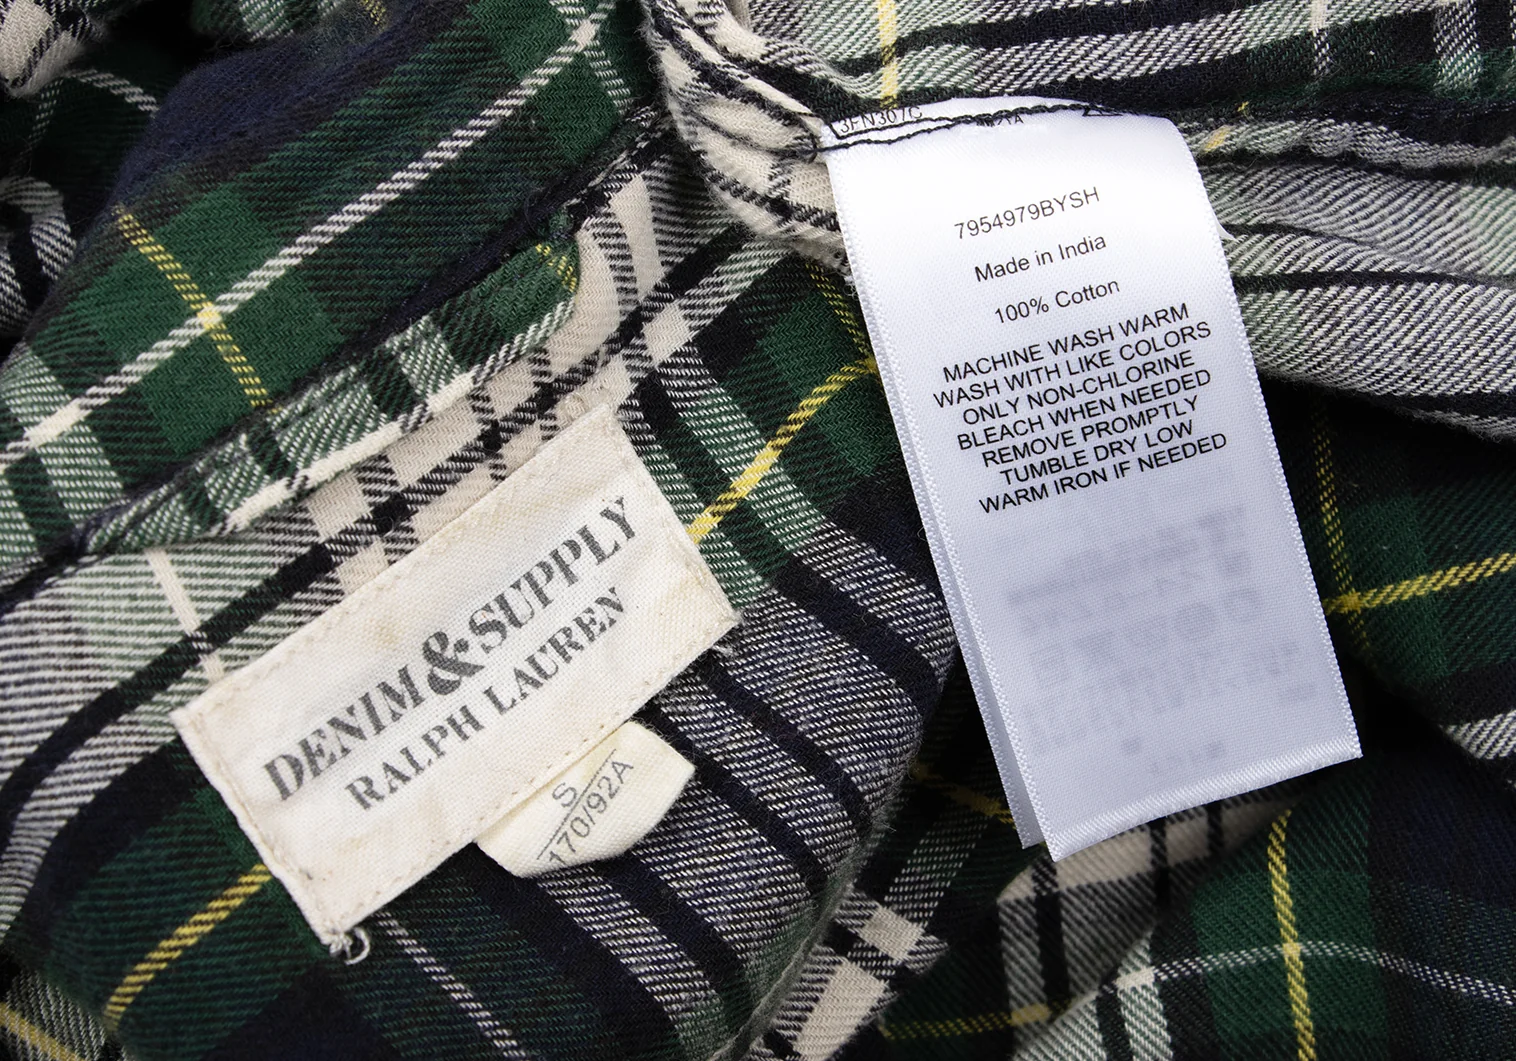 DENIM & SUPPLY
RALPH LAUREN
S
170/92A
3FN307C
7954979BYSH
Made in India
100% Cotton
MACHINE WASH WARM
WASH WITH LIKE COLORS
ONLY NON-CHLORINE
BLEACH WHEN NEEDED
REMOVE PROMPTLY
TUMBLE DRY LOW
WARM IRON IF NEEDED